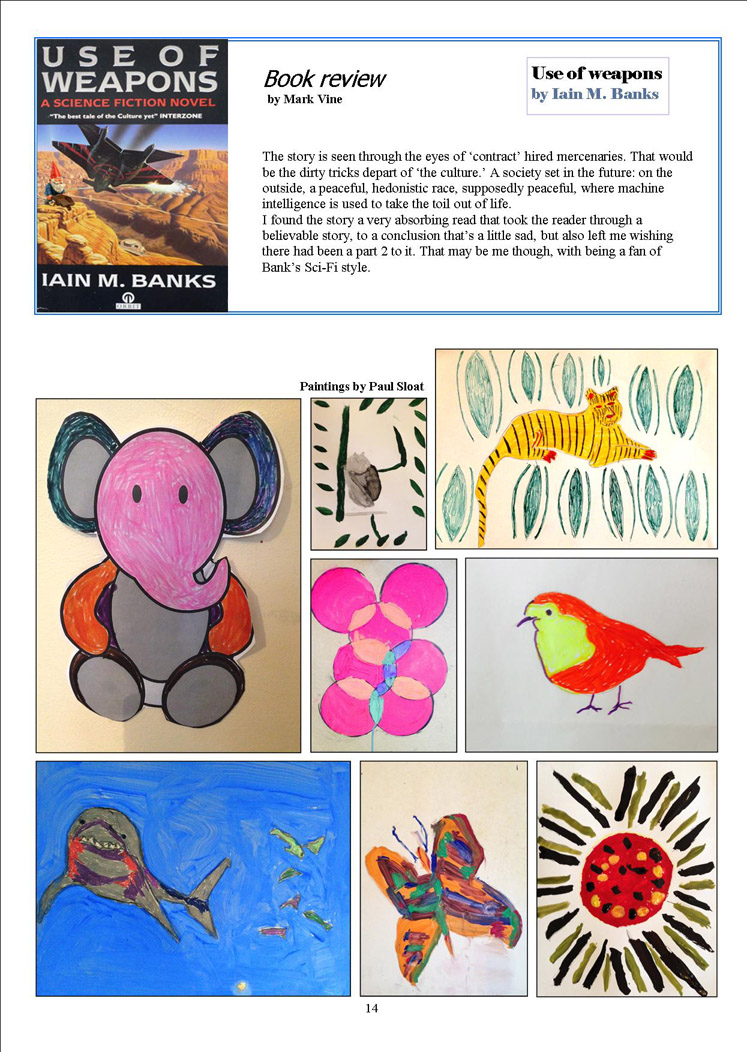 USE OF
WEAPONS
A SCIENCE FICTION NOVEL
"The best tale of the Culture yet" INTERZONE
IAIN M. BANKS
ORBIT
Book review
by Mark Vine
Use of weapons
by Iain M. Banks
The story is seen through the eyes of ‘contract’ hired mercenaries. That would
be the dirty tricks depart of ‘the culture.’ A society set in the future: on the
outside, a peaceful, hedonistic race, supposedly peaceful, where machine
intelligence is used to take the toil out of life.
I found the story a very absorbing read that took the reader through a
believable story, to a conclusion that’s a little sad, but also left me wishing
there had been a part 2 to it. That may be me though, with being a fan of
Bank’s Sci-Fi style.
Paintings by Paul Sloat
14